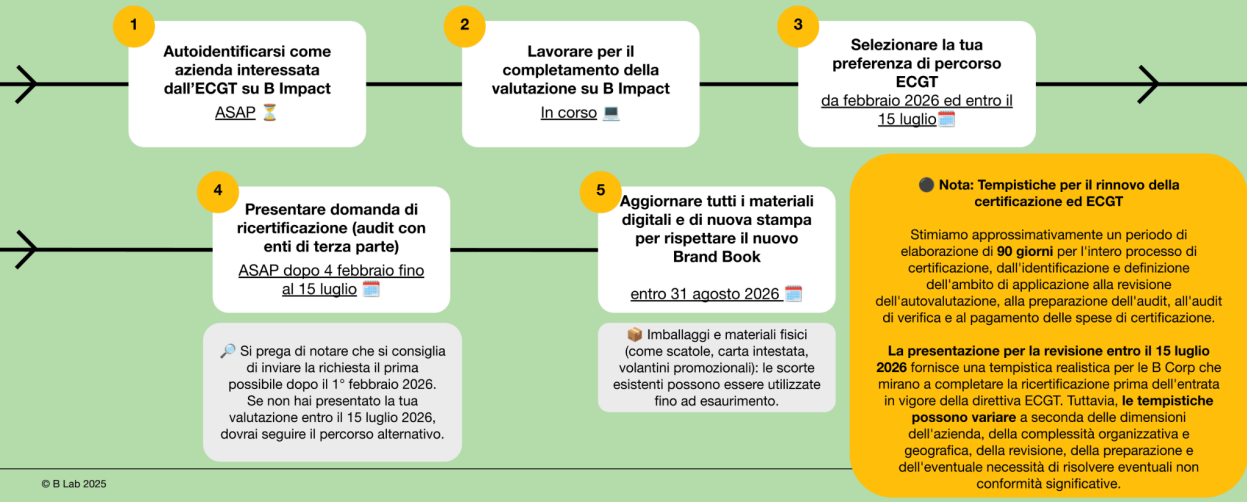 1
Autoidentificarsi come
azienda interessata
dall'ECGT su B Impact
ASAP ⏳
2
Lavorare per il
completamento della
valutazione su B Impact
In corso 💻
3
Selezionare la tua
preferenza di percorso
ECGT
da febbraio 2026 ed entro il
15 luglio🗓️
4
Presentare domanda di
ricertificazione (audit con
enti di terza parte)
ASAP dopo 4 febbraio fino
al 15 luglio 🗓️
🔎 Si prega di notare che si consiglia
di inviare la richiesta il prima
possibile dopo il 1° febbraio 2026.
Se non hai presentato la tua
valutazione entro il 15 luglio 2026,
dovrai seguire il percorso alternativo.
5
Aggiornare tutti i materiali
digitali e di nuova stampa
per rispettare il nuovo
Brand Book
entro 31 agosto 2026 🗓️
📦 Imballaggi e materiali fisici
(come scatole, carta intestata,
volantini promozionali): le scorte
esistenti possono essere utilizzate
fino ad esaurimento.
⚫ Nota: Tempistiche per il rinnovo della
certificazione ed ECGT
Stimiamo approssimativamente un periodo di
elaborazione di 90 giorni per l'intero processo di
certificazione, dall'identificazione e definizione
dell'ambito di applicazione alla revisione
dell'autovalutazione, alla preparazione dell'audit, all'audit
di verifica e al pagamento delle spese di certificazione.
La presentazione per la revisione entro il 15 luglio
2026 fornisce una tempistica realistica per le B Corp che
mirano a completare la ricertificazione prima dell'entrata
in vigore della direttiva ECGT. Tuttavia, le tempistiche
possono variare a seconda delle dimensioni
dell'azienda, della complessità organizzativa e
geografica, della revisione, della preparazione e
dell'eventuale necessità di risolvere eventuali non
conformità significative.
© B Lab 2025